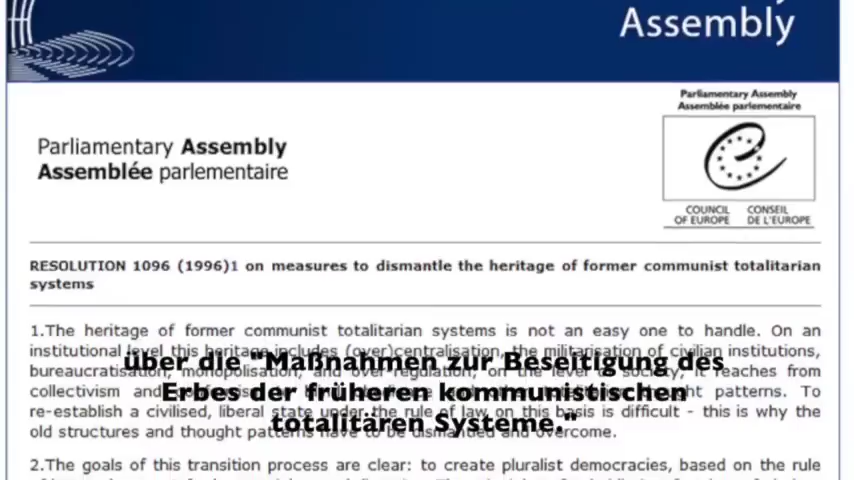 Assembly
Parliamentary Assembly
Assemblée parlementaire
Parliamentary Assembly
Assemblée parlementaire
COUNCIL CONSEIL
OF EUROPE DE L'EUROPE
RESOLUTION 1096 (1996)1 on measures to dismantle the heritage of former communist totalitarian
systems
1.The heritage of former communist totalitarian systems is not an easy one to handle. On an
institutional level this heritage includes (over)centralisation, the militarisation of civilian institutions,
bureaucratisation, monopolisation, and over-regulation; on the level of society, it reaches from
collectivism and thought patterns. To
re-establish a civilised, liberal state under the rule of law on this basis is difficult - this is why the
old structures and thought patterns have to be dismantled and overcome.
über die "Maßnahmen zur Beseitigung des
Erbes der früheren kommunistischen
totalitären Systeme."
2.The goals of this transition process are clear: to create pluralist democracies, based on the rule